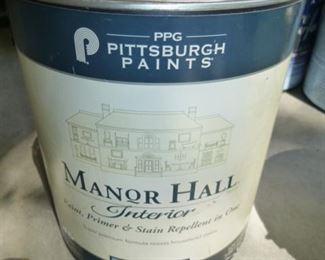 PPG
PITTSBURGH
PAINTS
MANOR HALL
Interior
Paint, Primer & Stain Repellent in One